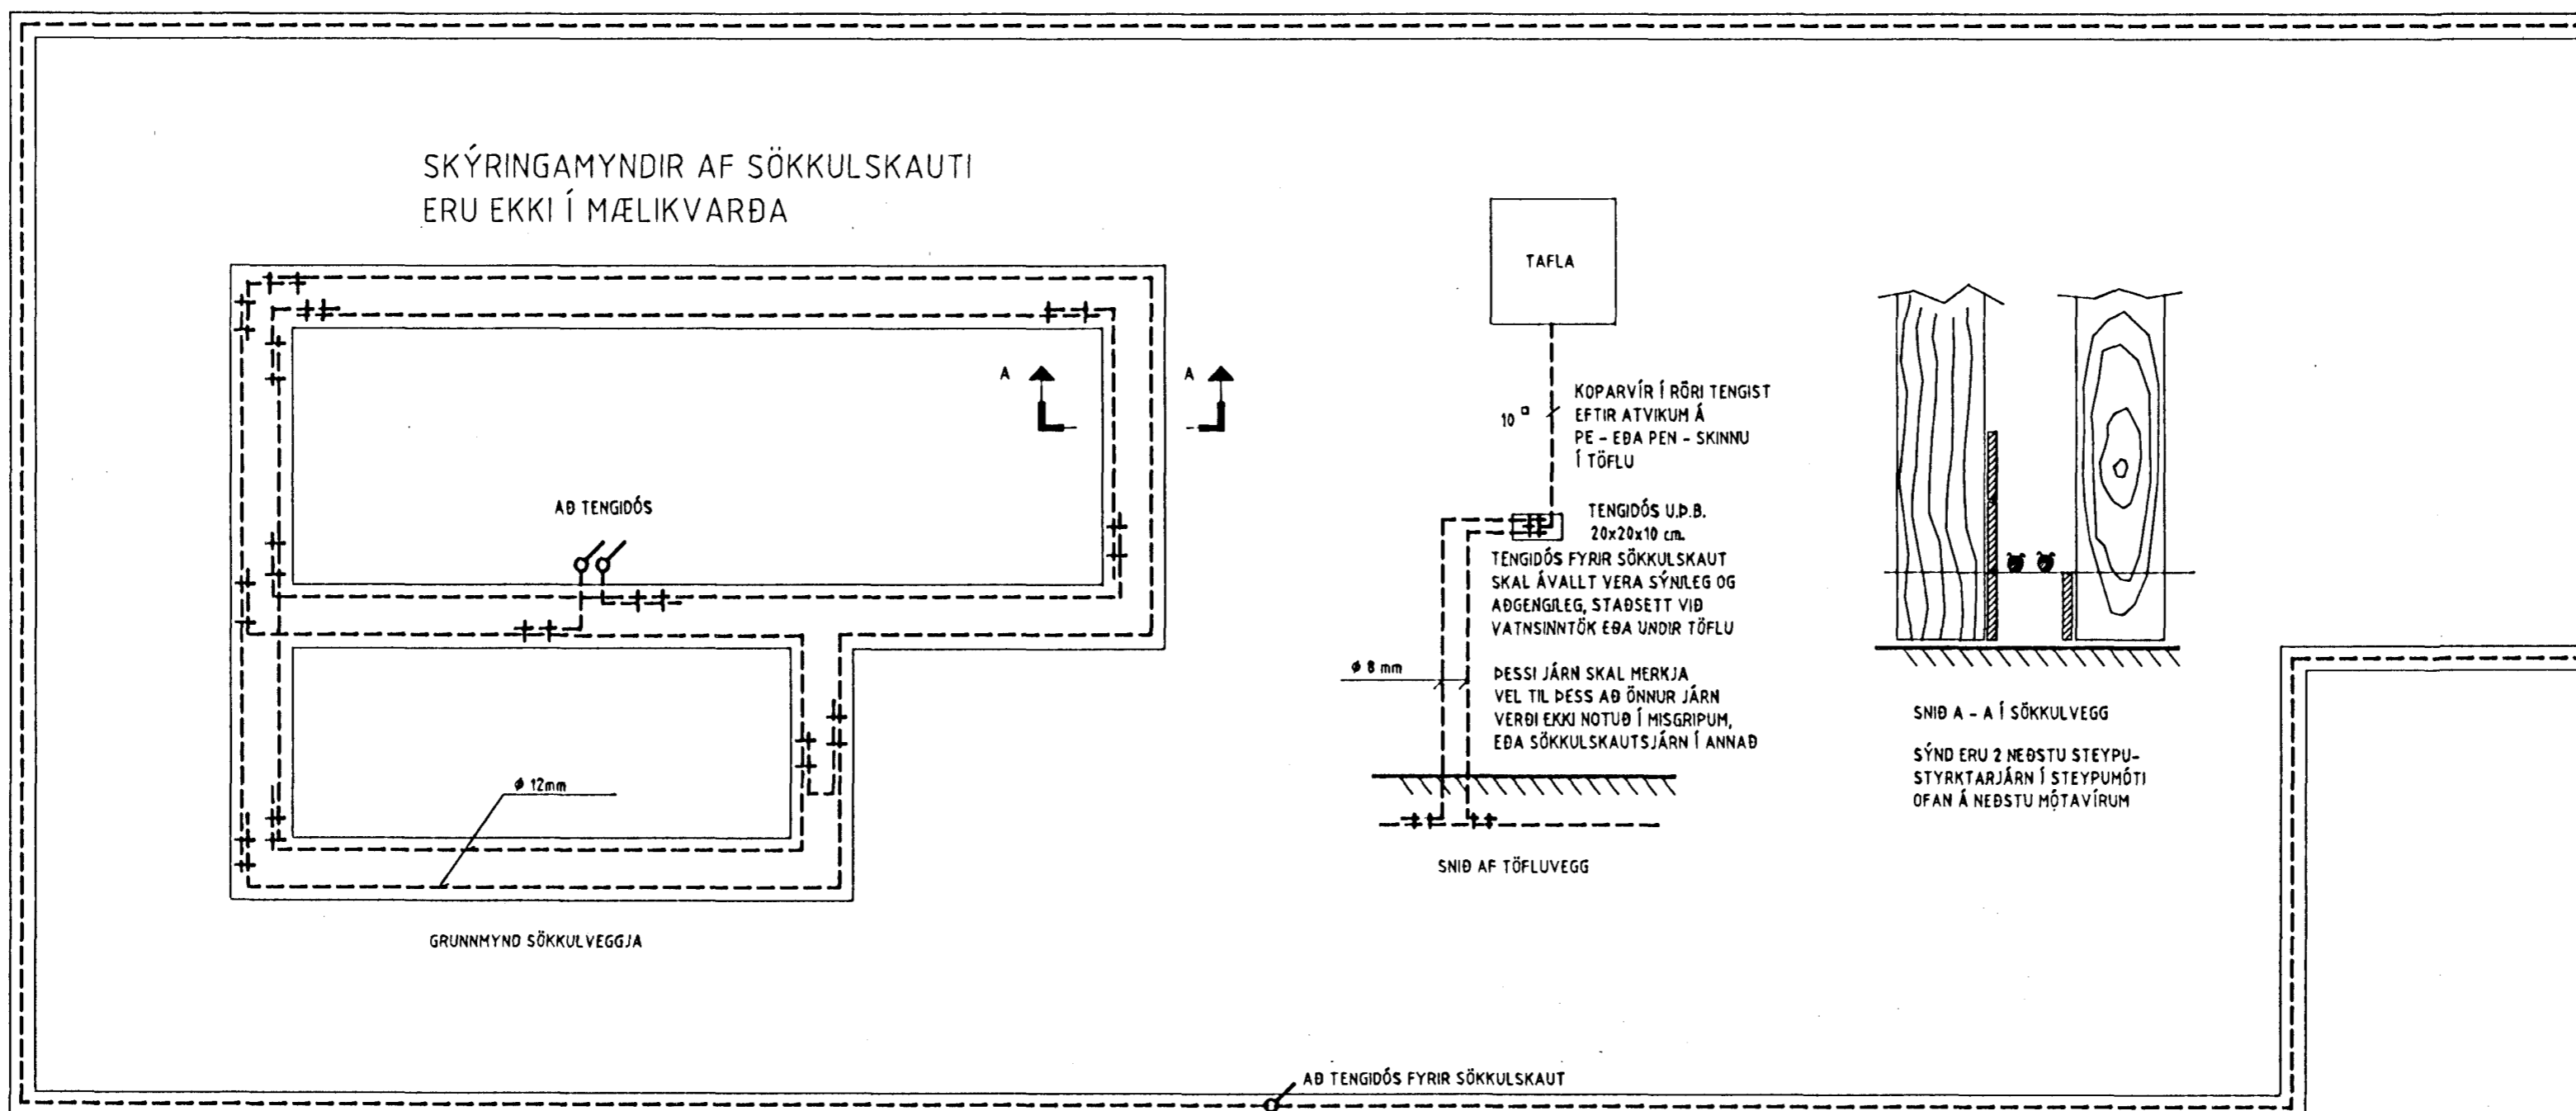 SKÝRINGAMYNDIR AF SÖKKULSKAUTI
ERU EKKI Í MÆLIKVARÐA
A
A
AÐ TENGIDÓS
φ 12mm
GRUNNMYND SÖKKULVEGGJA
TAFLA
10 □
KOPARVÍR Í RÖRI TENGIST
EFTIR ATVIKUM Á
PE - EÐA PEN - SKINNU
Í TÖFLU
TENGIDÓS U.Þ.B.
20x20x10 cm.
TENGIDÓS FYRIR SÖKKULSKAUT
SKAL ÁVALLT VERA SÝNILEG OG
AÐGENGILEG, STAÐSETT VIÐ
VATNSINNTÖK EÐA UNDIR TÖFLU
φ 8 mm
ÞESSI JÁRN SKAL MERKJA
VEL TIL ÞESS AÐ ÖNNUR JÁRN
VERÐI EKKI NOTUÐ Í MISGRIPUM,
EÐA SÖKKULSKAUTSJÁRN Í ANNAÐ
SNIÐ AF TÖFLUVEGG
SNIÐ A - A Í SÖKKULVEGG
SÝND ERU 2 NEÐSTU STEYPU-
STYRKTARJÁRN Í STEYPUMÓTI
OFAN Á NEÐSTU MÓTAVÍRUM
AÐ TENGIDÓS FYRIR SÖKKULSKAUT